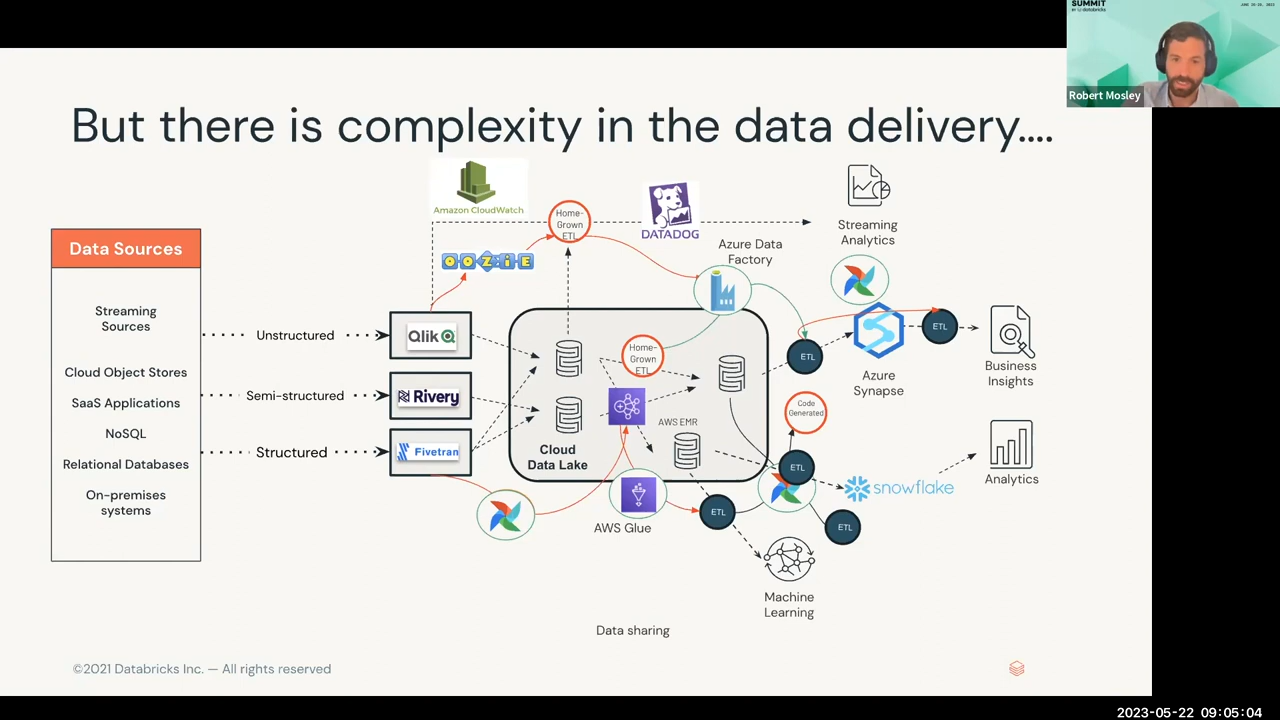 SUMMIT
BY databricks
Robert Mosley
But there is complexity in the data delivery....
Amazon CloudWatch
Home-
Grown
ETL
DATADOG
Streaming
Analytics
Data Sources
Azure Data
Factory
OOZiE
Streaming
Sources
Unstructured
Qlik
Home-
Grown
ETL
ETL
ETL
Business
Insights
Cloud Object Stores
Azure
Synapse
SaaS Applications
Semi-structured
Rivery
Code
Generated
NoSQL
AWS EMR
Relational Databases
Structured
Fivetran
Cloud
Data Lake
ETL
snowflake
Analytics
On-premises
systems
AWS Glue
ETL
ETL
Machine
Learning
Data sharing
©2021 Databricks Inc. — All rights reserved
2023-05-22 09:05:04